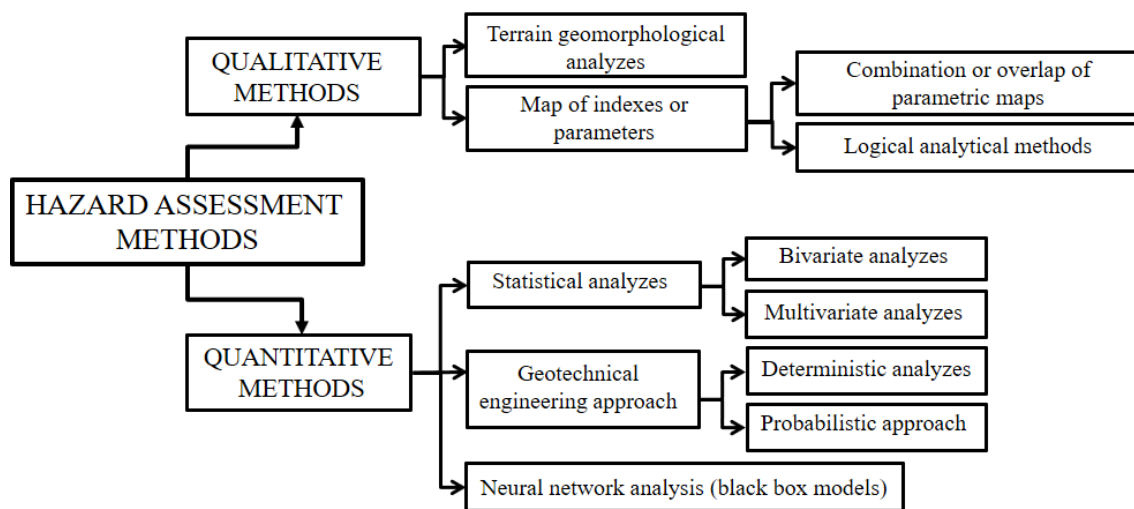 QUALITATIVE
METHODS
Terrain geomorphological
analyzes
Map of indexes or
parameters
Combination or overlap of
parametric maps
Logical analytical methods
HAZARD ASSESSMENT
METHODS
QUANTITATIVE
METHODS
Statistical analyzes
Bivariate analyzes
Multivariate analyzes
Geotechnical
engineering approach
Deterministic analyzes
Probabilistic approach
Neural network analysis (black box models)